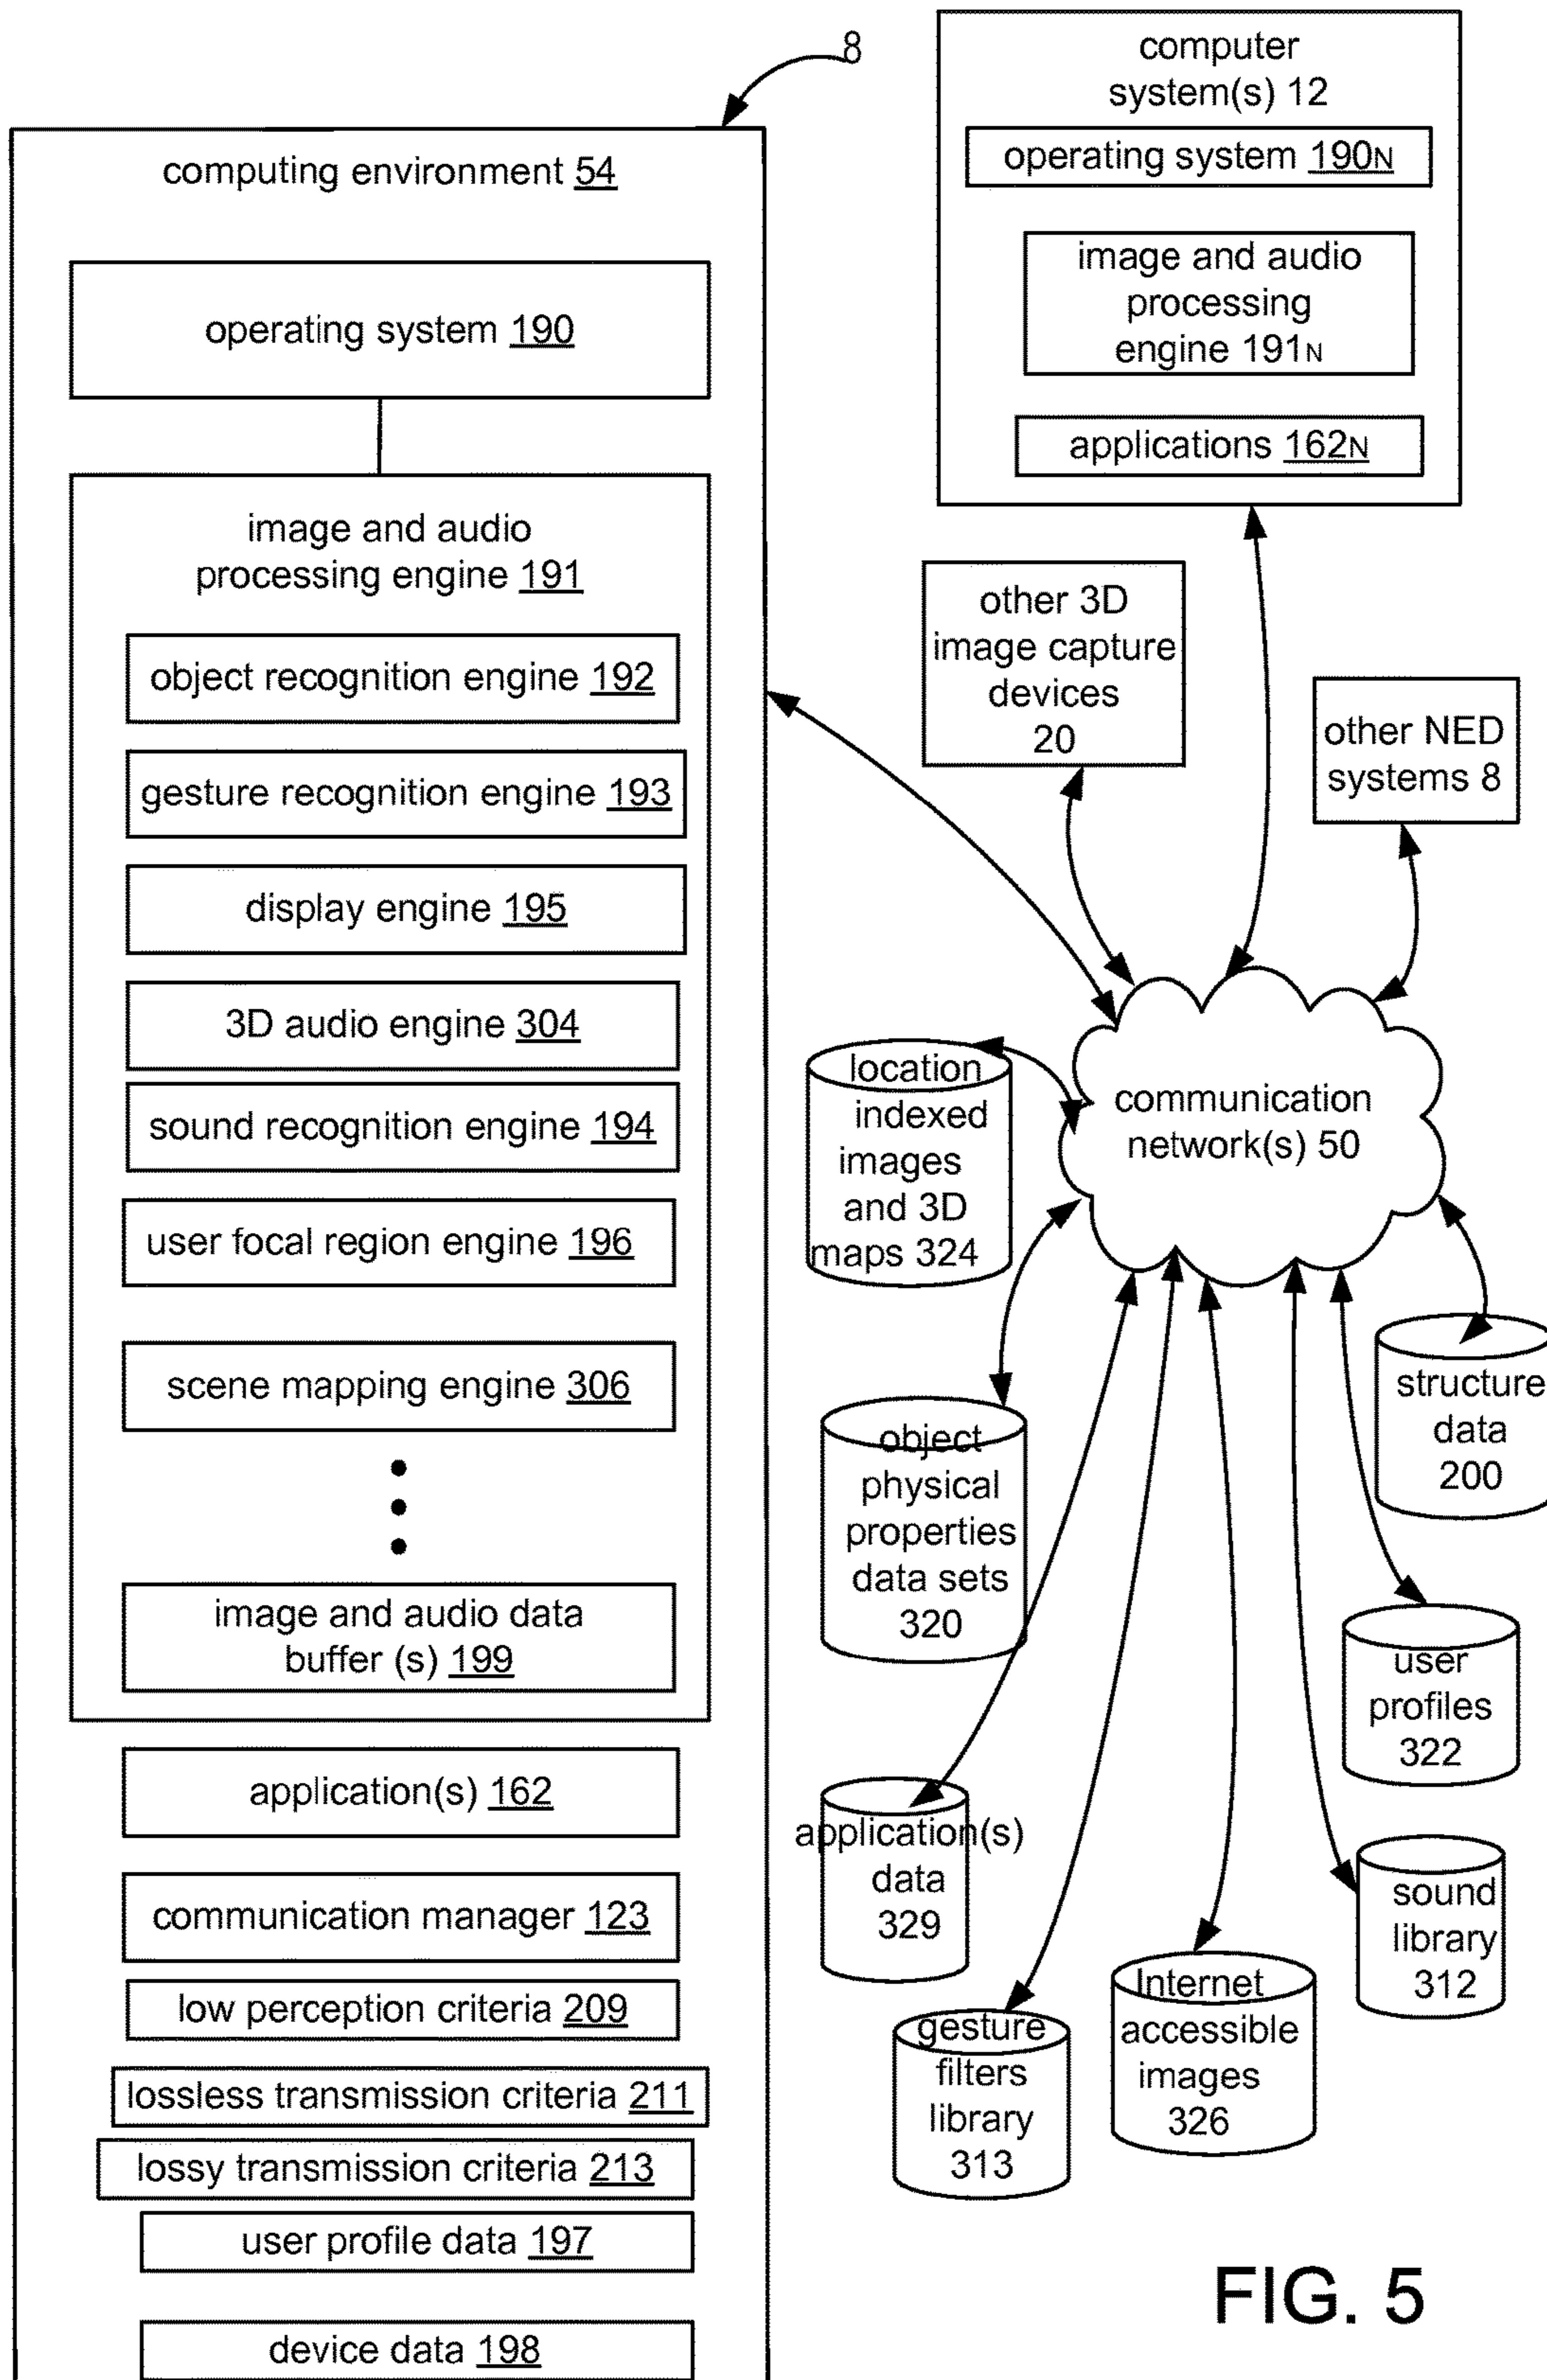 8
computing environment 54
operating system 190
image and audio
processing engine 191
object recognition engine 192
gesture recognition engine 193
display engine 195
3D audio engine 304
sound recognition engine 194
user focal region engine 196
scene mapping engine 306
image and audio data
buffer (s) 199
application(s) 162
communication manager 123
low perception criteria 209
lossless transmission criteria 211
lossy transmission criteria 213
user profile data 197
device data 198
computer
system(s) 12
operating system 190N
image and audio
processing
engine 191N
applications 162N
other 3D
image capture
devices
20
other NED
systems 8
communication
network(s) 50
location
indexed
images
and 3D
maps 324
object
physical
properties
data sets
320
structure
data
200
user
profiles
322
application(s)
data
329
sound
library
312
gesture
filters
library
313
Internet
accessible
images
326
FIG. 5